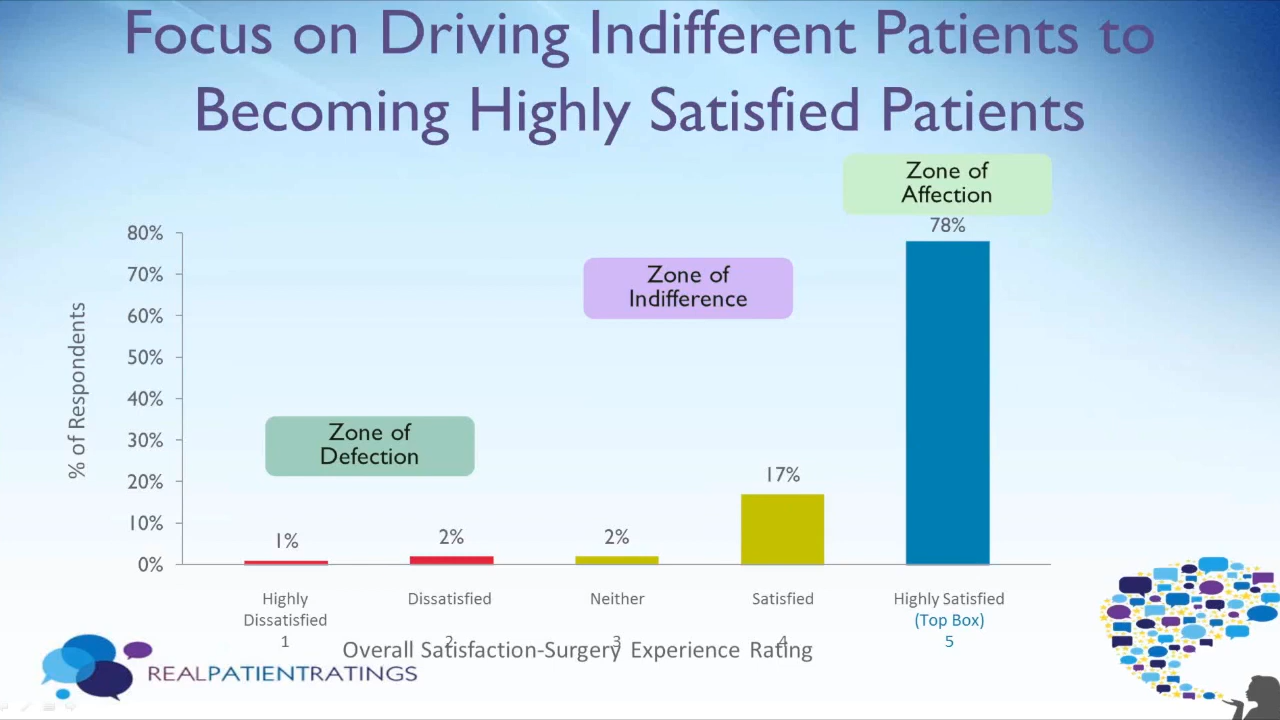 Focus on Driving Indifferent Patients to
Becoming Highly Satisfied Patients
Zone of
Affection
78%
Zone of
Indifference
Zone of
Defection
80%
70%
60%
50%
40%
30%
20%
10%
0%
% of Respondents
1%
2%
2%
17%
Highly
Dissatisfied
1
Dissatisfied
2
Neither
3
Satisfied
4
Highly Satisfied
(Top Box)
5
Overall Satisfaction-Surgery Experience Rating
REALPATIENTRATINGS